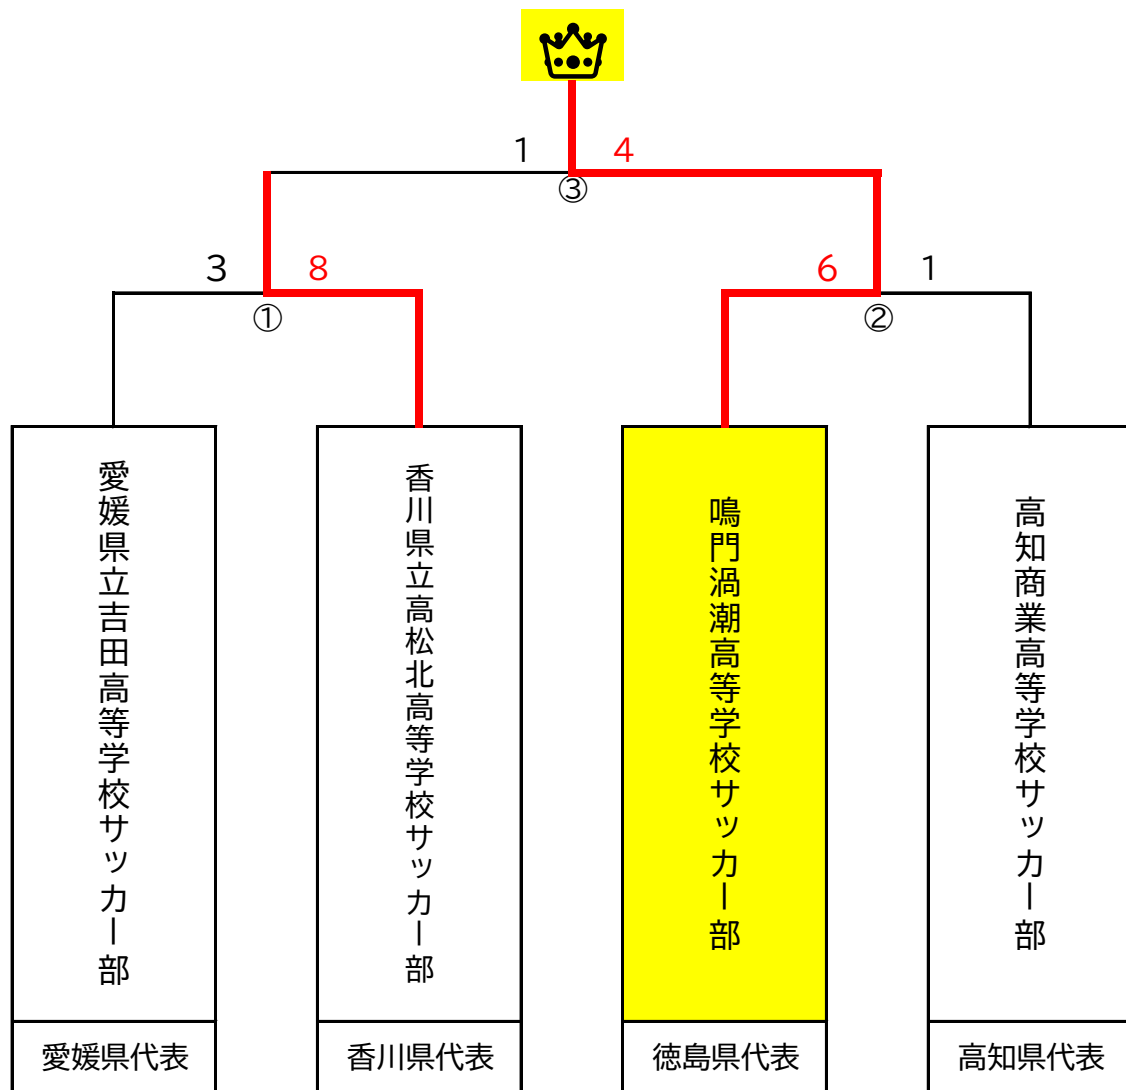 1 4
③
3 8
①
6 1
②
愛媛県立吉田高等学校サッカー部
香川県立高松北高等学校サッカー部
鳴門渦潮高等学校サッカー部
高知商業高等学校サッカー部
愛媛県代表
香川県代表
徳島県代表
高知県代表